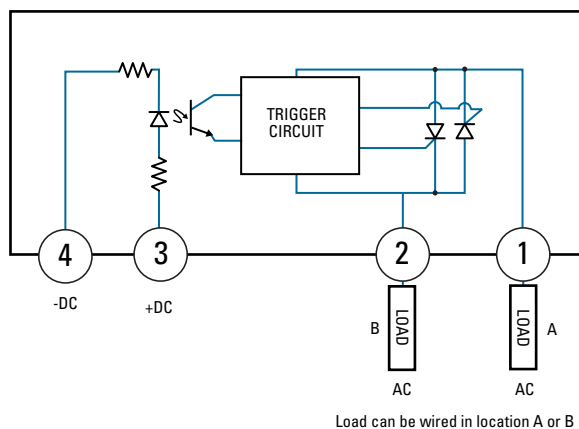 TRIGGER
CIRCUIT
4
3
2
1
-DC
+DC
B
LOAD
LOAD
A
AC
AC
Load can be wired in location A or B